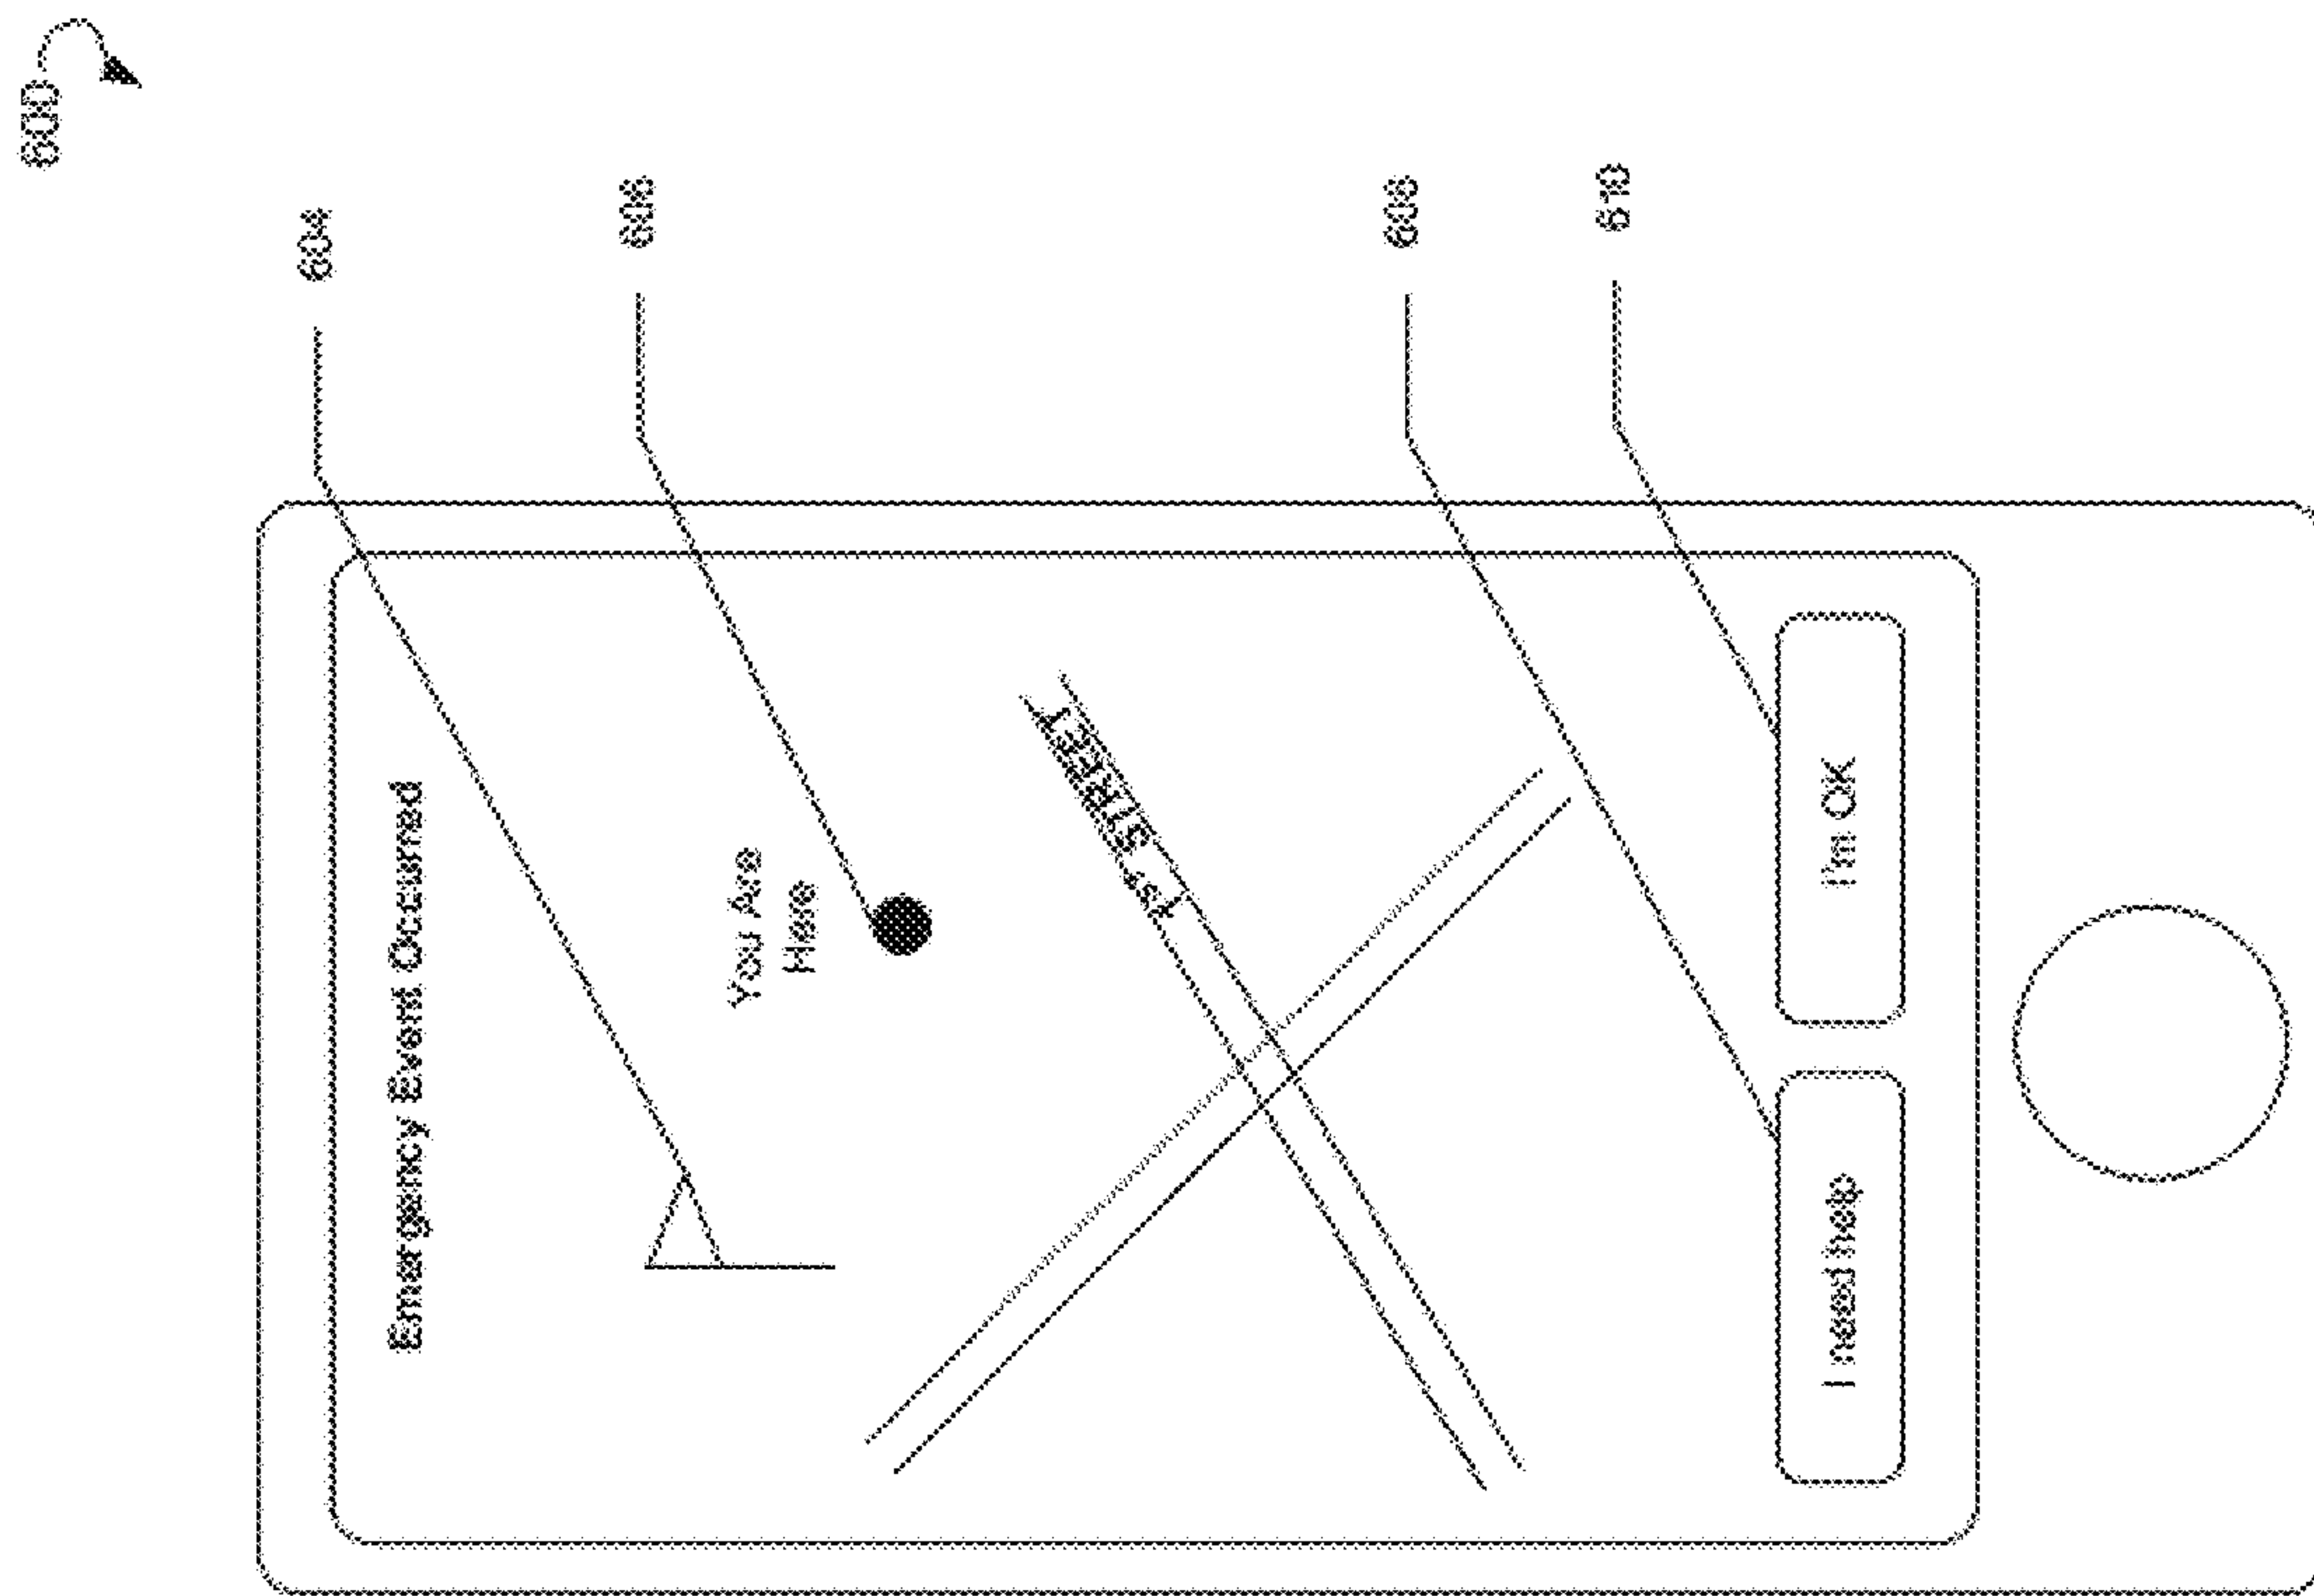 600
Emergency Event Occurred
604
You Are
Here
606
1ST STREET
608
I need help
I'm OK
610